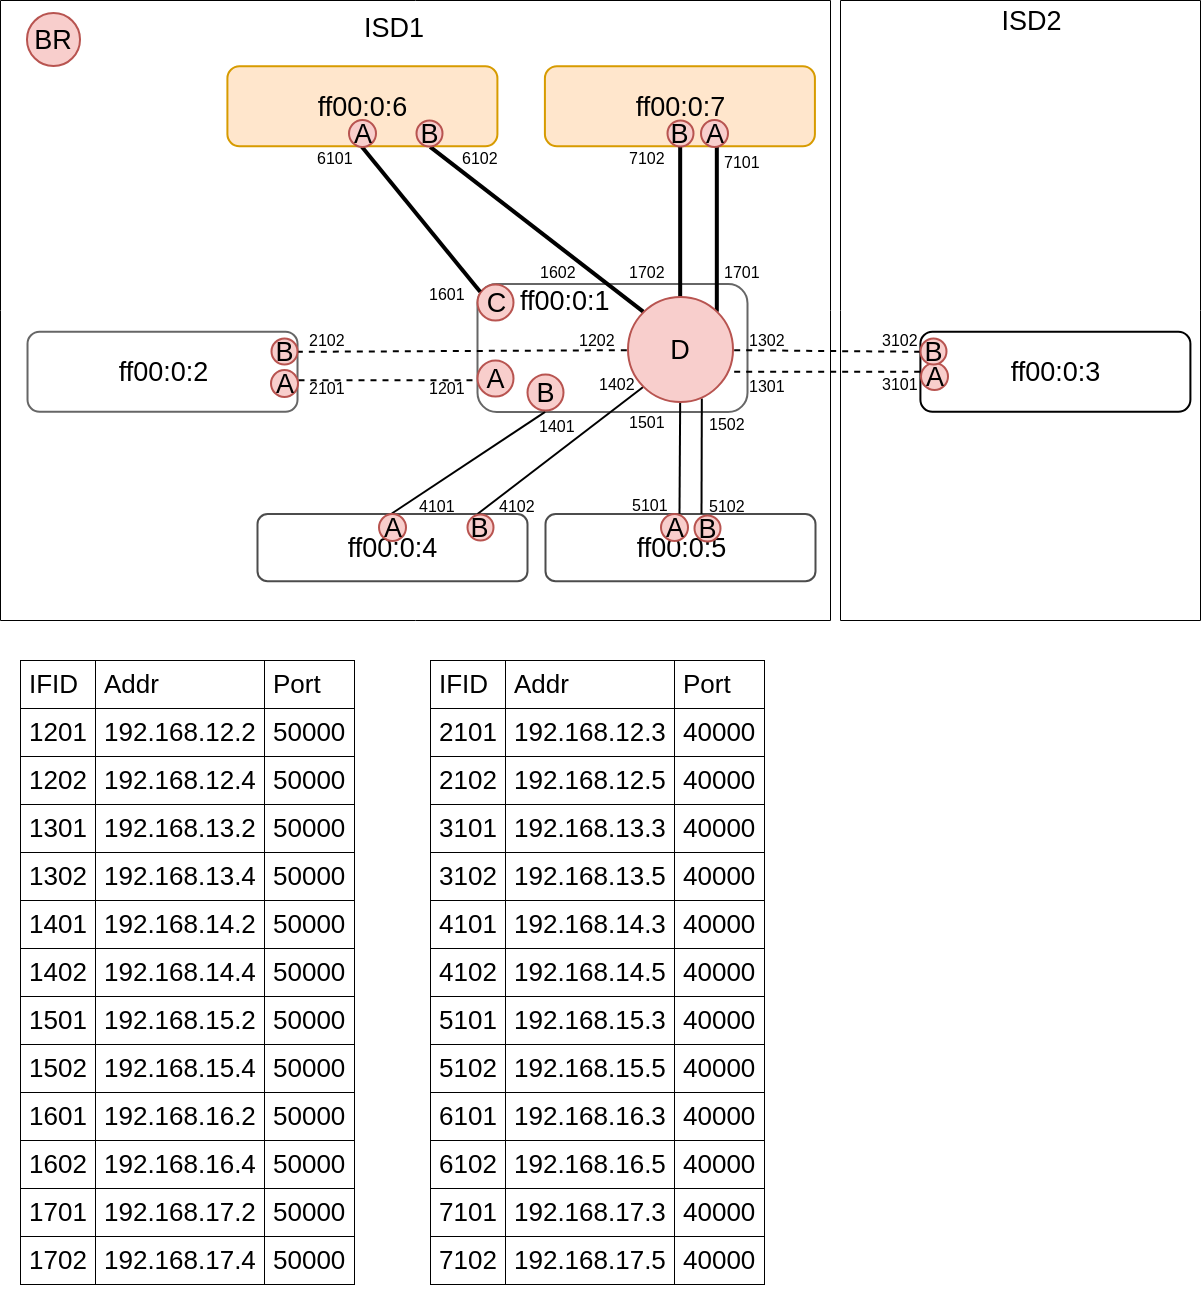 ISD1
ISD2
BR
ff00:0:6
ff00:0:7
A
B
B
A
6101
6102
7102
7101
1602
1702
1701
1601
C
ff00:0:1
2102
1202
1302
3102
B
D
B
ff00:0:2
ff00:0:3
A
A
A
2101
1201
B
1402
1301
3101
1401
1501
1502
4101
4102
5101
5102
A
B
A
B
ff00:0:4
ff00:0:5
IFID Addr Port
1201 192.168.12.2 50000
1202 192.168.12.4 50000
1301 192.168.13.2 50000
1302 192.168.13.4 50000
1401 192.168.14.2 50000
1402 192.168.14.4 50000
1501 192.168.15.2 50000
1502 192.168.15.4 50000
1601 192.168.16.2 50000
1602 192.168.16.4 50000
1701 192.168.17.2 50000
1702 192.168.17.4 50000
IFID Addr Port
2101 192.168.12.3 40000
2102 192.168.12.5 40000
3101 192.168.13.3 40000
3102 192.168.13.5 40000
4101 192.168.14.3 40000
4102 192.168.14.5 40000
5101 192.168.15.3 40000
5102 192.168.15.5 40000
6101 192.168.16.3 40000
6102 192.168.16.5 40000
7101 192.168.17.3 40000
7102 192.168.17.5 40000